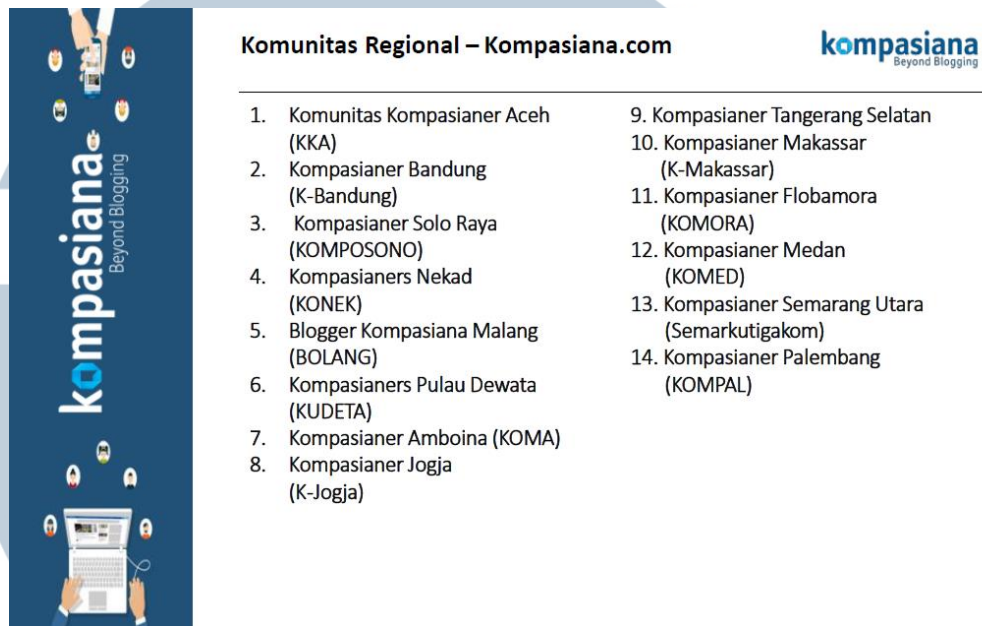 kompasiana
Beyond Blogging
Komunitas Regional – Kompasiana.com
kompasiana
Beyond Blogging
1. Komunitas Kompasianer Aceh
(KKA)
2. Kompasianer Bandung
(K-Bandung)
3. Kompasianer Solo Raya
(KOMPOSONO)
4. Kompasianers Nekad
(KONEK)
5. Blogger Kompasiana Malang
(BOLANG)
6. Kompasianers Pulau Dewata
(KUDETA)
7. Kompasianer Amboina (KOMA)
8. Kompasianer Jogja
(K-Jogja)
9. Kompasianer Tangerang Selatan
10. Kompasianer Makassar
(K-Makassar)
11. Kompasianer Flobamora
(KOMORA)
12. Kompasianer Medan
(KOMED)
13. Kompasianer Semarang Utara
(Semarkutigakom)
14. Kompasianer Palembang
(KOMPAL)